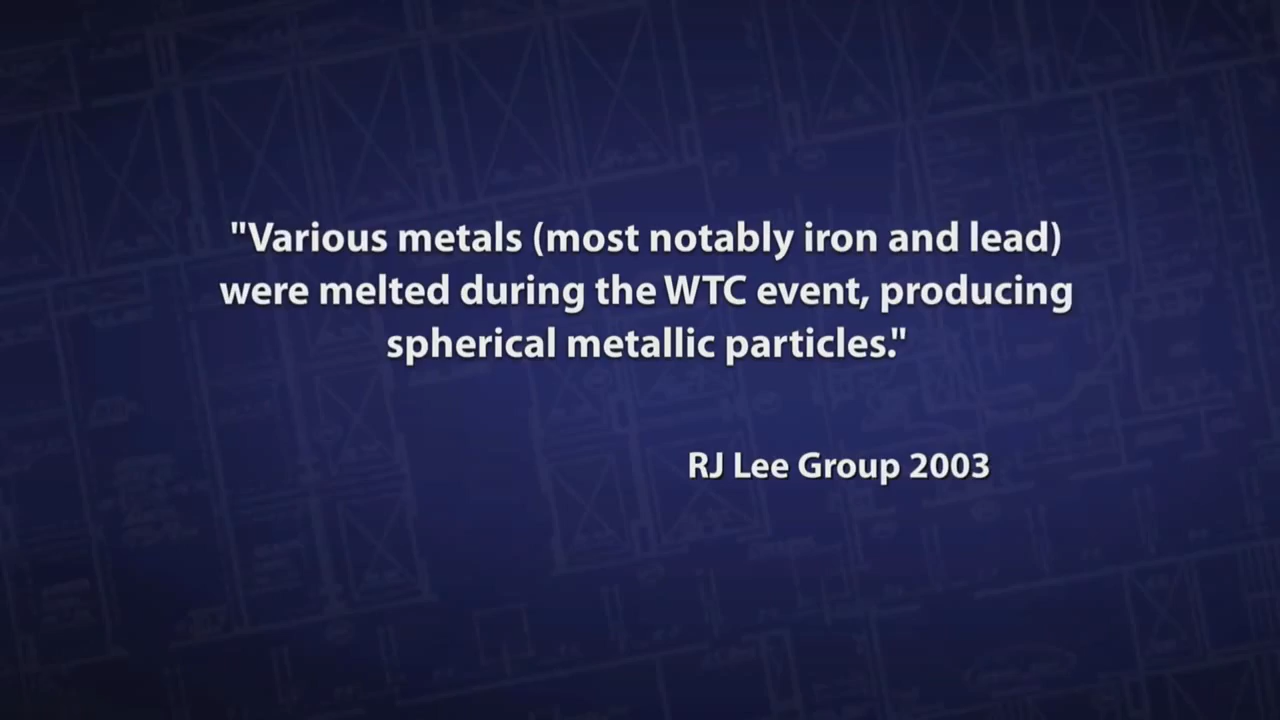 "Various metals (most notably iron and lead)
were melted during the WTC event, producing
spherical metallic particles."
RJ Lee Group 2003